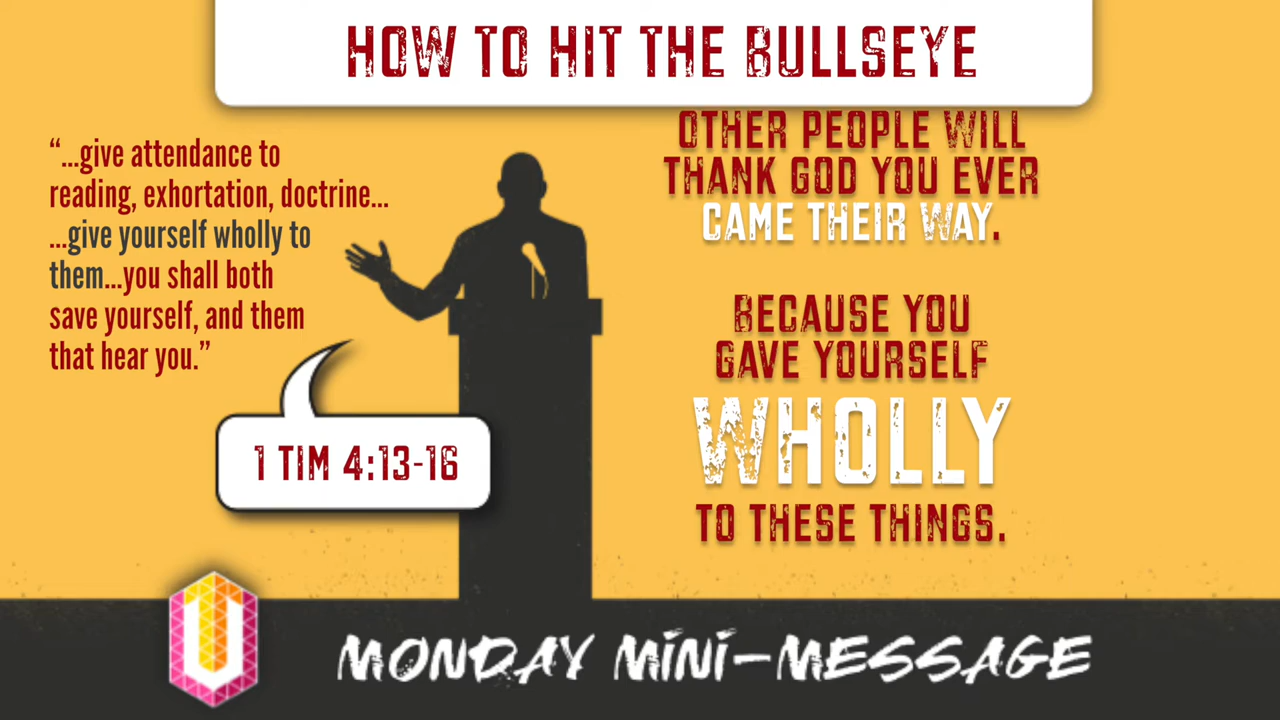 HOW TO HIT THE BULLSEYE
“...give attendance to
reading, exhortation, doctrine...
...give yourself wholly to
them...you shall both
save yourself, and them
that hear you.”
1 TIM 4:13-16
OTHER PEOPLE WILL
THANK GOD YOU EVER
CAME THEIR WAY.
BECAUSE YOU
GAVE YOURSELF
WHOLLY
TO THESE THINGS.
U
MONDAY MiNi-MESSAGE